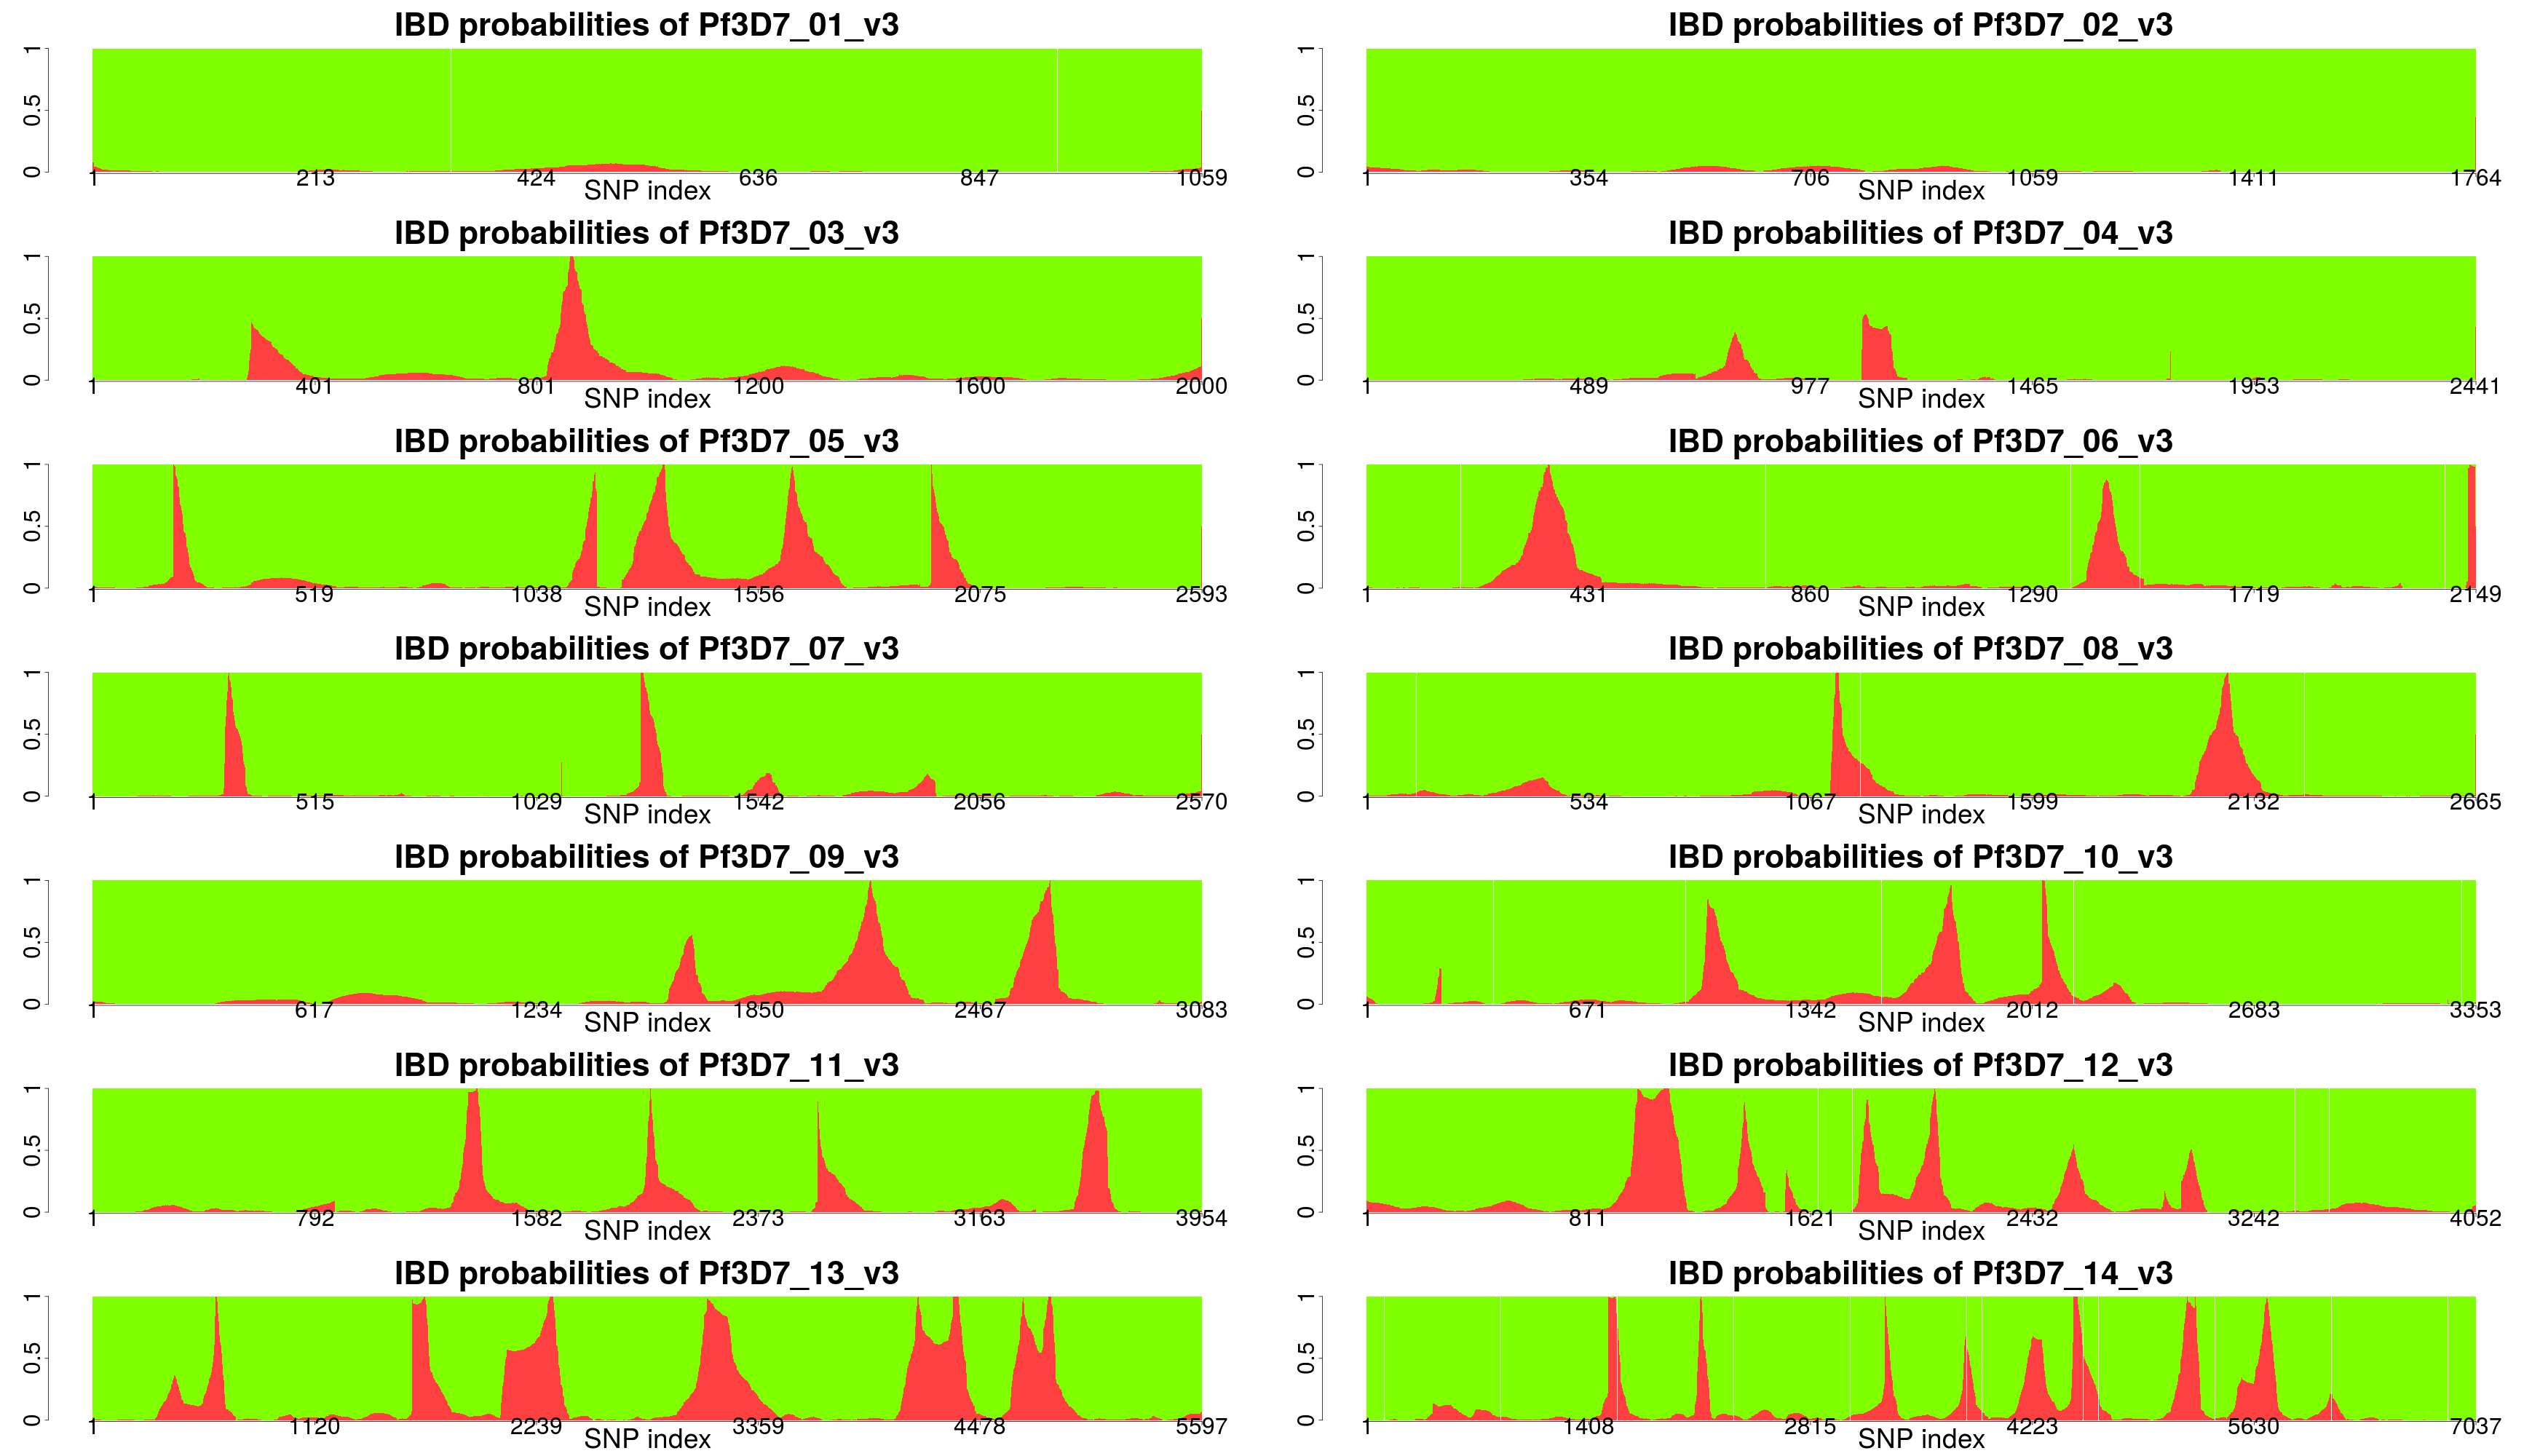 IBD probabilities of Pf3D7_01_v3
0 0.5 1
1 213 424 636 847 1059
SNP index
IBD probabilities of Pf3D7_02_v3
0 0.5 1
1 354 706 1059 1411 1764
SNP index
IBD probabilities of Pf3D7_03_v3
0 0.5 1
1 401 801 1200 1600 2000
SNP index
IBD probabilities of Pf3D7_04_v3
0 0.5 1
1 489 977 1465 1953 2441
SNP index
IBD probabilities of Pf3D7_05_v3
0 0.5 1
1 519 1038 1556 2075 2593
SNP index
IBD probabilities of Pf3D7_06_v3
0 0.5 1
1 431 860 1290 1719 2149
SNP index
IBD probabilities of Pf3D7_07_v3
0 0.5 1
1 515 1029 1542 2056 2570
SNP index
IBD probabilities of Pf3D7_08_v3
0 0.5 1
1 534 1067 1599 2132 2665
SNP index
IBD probabilities of Pf3D7_09_v3
0 0.5 1
1 617 1234 1850 2467 3083
SNP index
IBD probabilities of Pf3D7_10_v3
0 0.5 1
1 671 1342 2012 2683 3353
SNP index
IBD probabilities of Pf3D7_11_v3
0 0.5 1
1 792 1582 2373 3163 3954
SNP index
IBD probabilities of Pf3D7_12_v3
0 0.5 1
1 811 1621 2432 3242 4052
SNP index
IBD probabilities of Pf3D7_13_v3
0 0.5 1
1 1120 2239 3359 4478 5597
SNP index
IBD probabilities of Pf3D7_14_v3
0 0.5 1
1 1408 2815 4223 5630 7037
SNP index